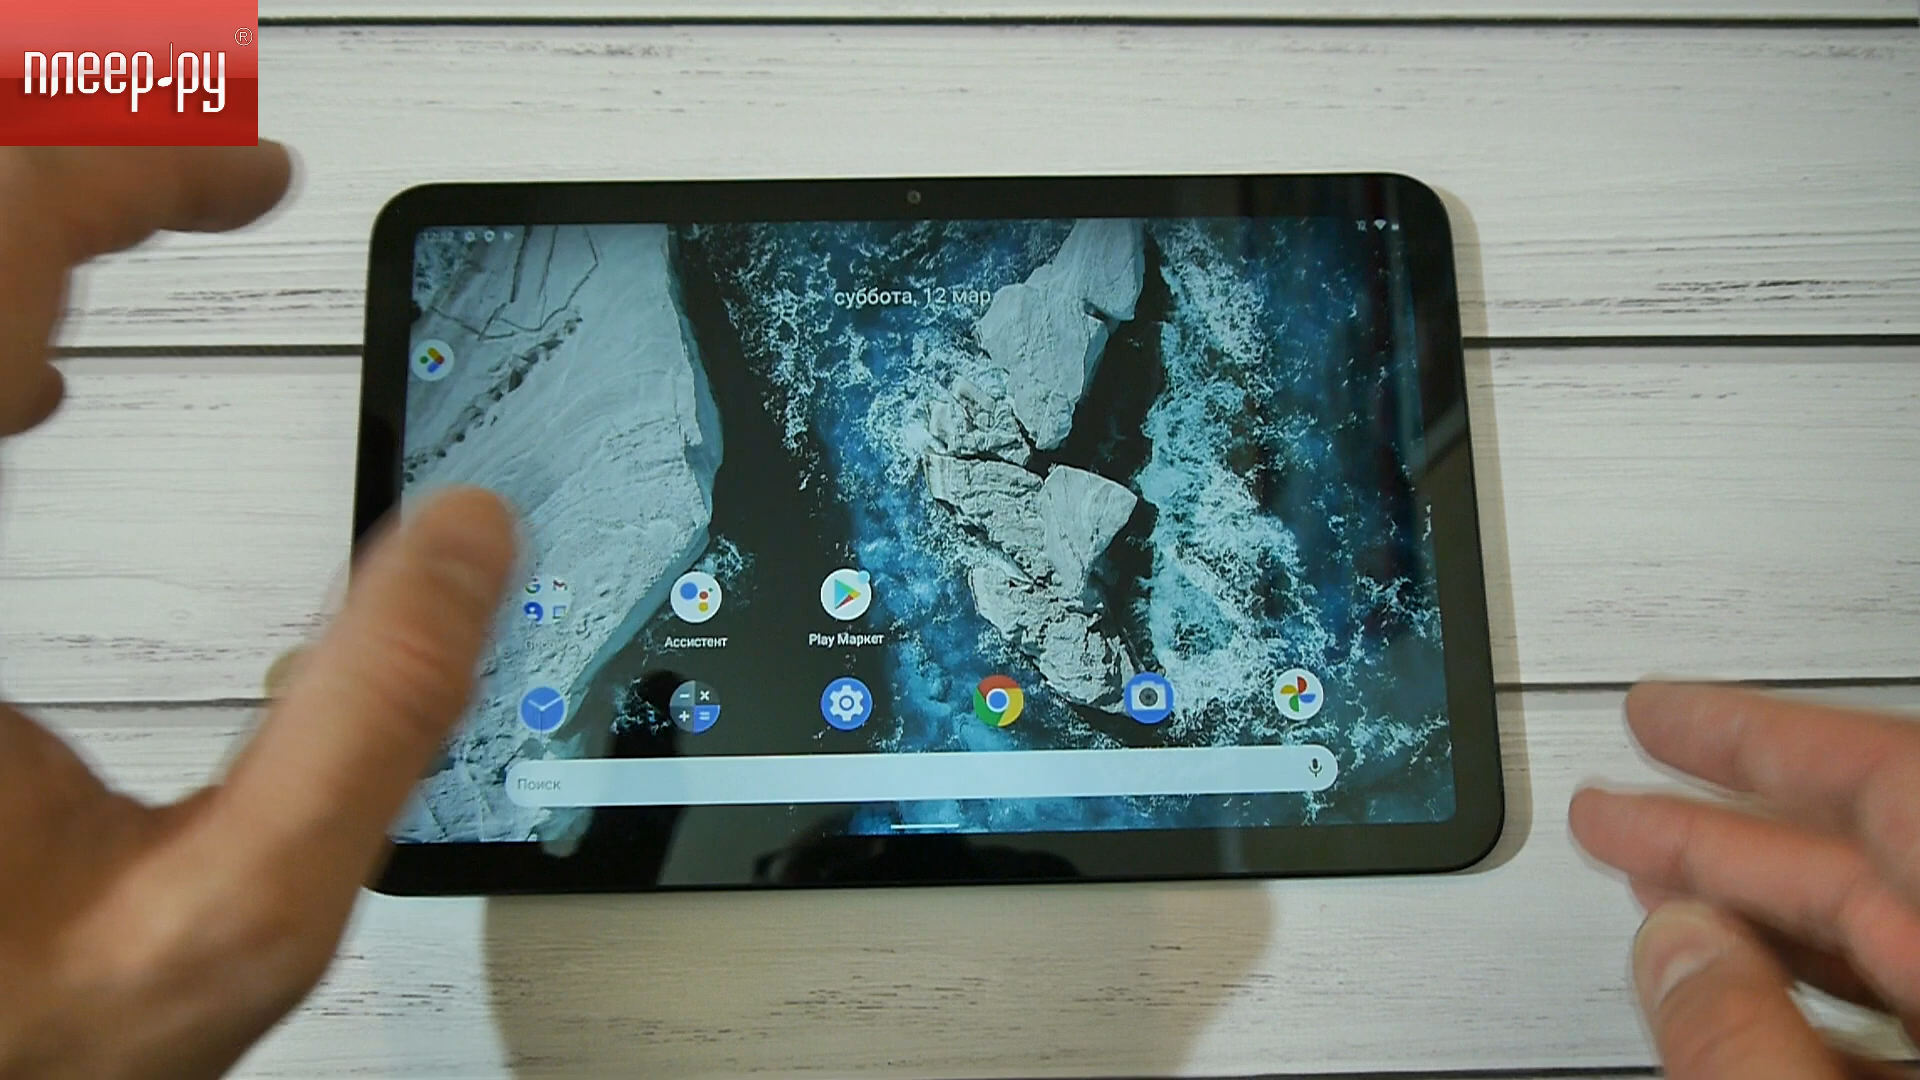 плеер.ру ®
суббота, 12 мар.
Ассистент
Play Маркет
Поиск